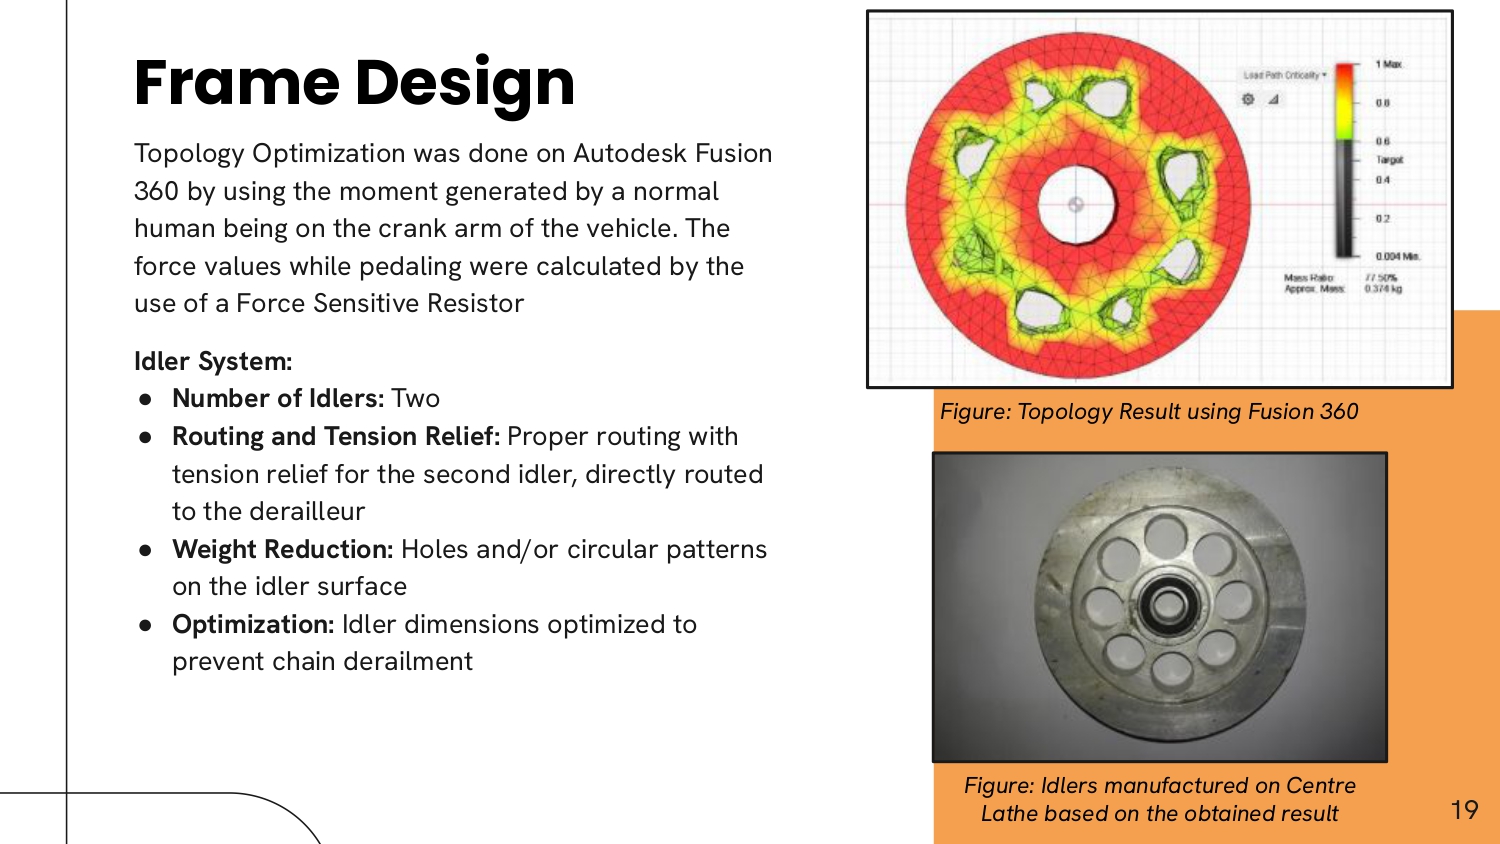 Frame Design
Topology Optimization was done on Autodesk Fusion
360 by using the moment generated by a normal
human being on the crank arm of the vehicle. The
force values while pedaling were calculated by the
use of a Force Sensitive Resistor
Idler System:
● Number of Idlers: Two
● Routing and Tension Relief: Proper routing with
tension relief for the second idler, directly routed
to the derailleur
● Weight Reduction: Holes and/or circular patterns
on the idler surface
● Optimization: Idler dimensions optimized to
prevent chain derailment
Load Path Criticality
1 Max.
0.8
0.6
Target
0.4
0.2
0.004 Min.
Mass Ratio: 77.50%
Approx. Mass: 0.374 kg
Figure: Topology Result using Fusion 360
Figure: Idlers manufactured on Centre
Lathe based on the obtained result
19